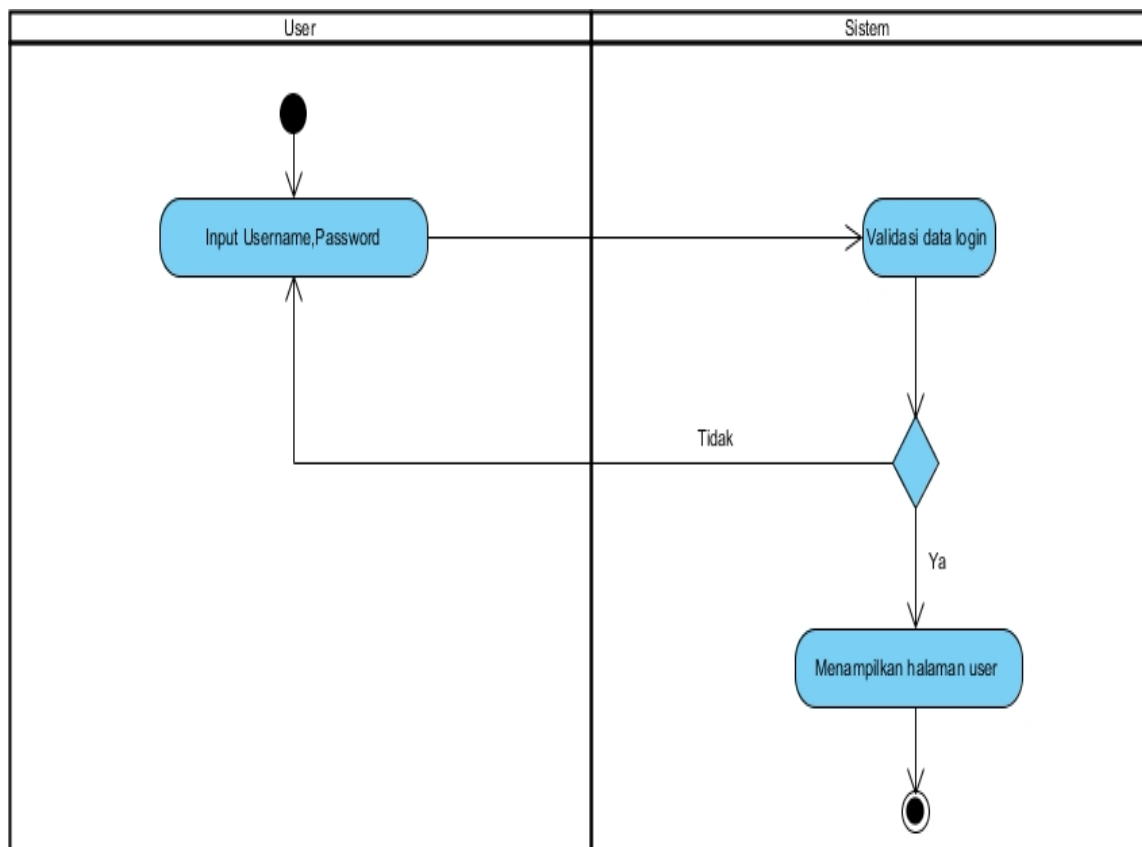 User
Sistem
Input Username,Password
Validasi data login
Tidak
Ya
Menampilkan halaman user